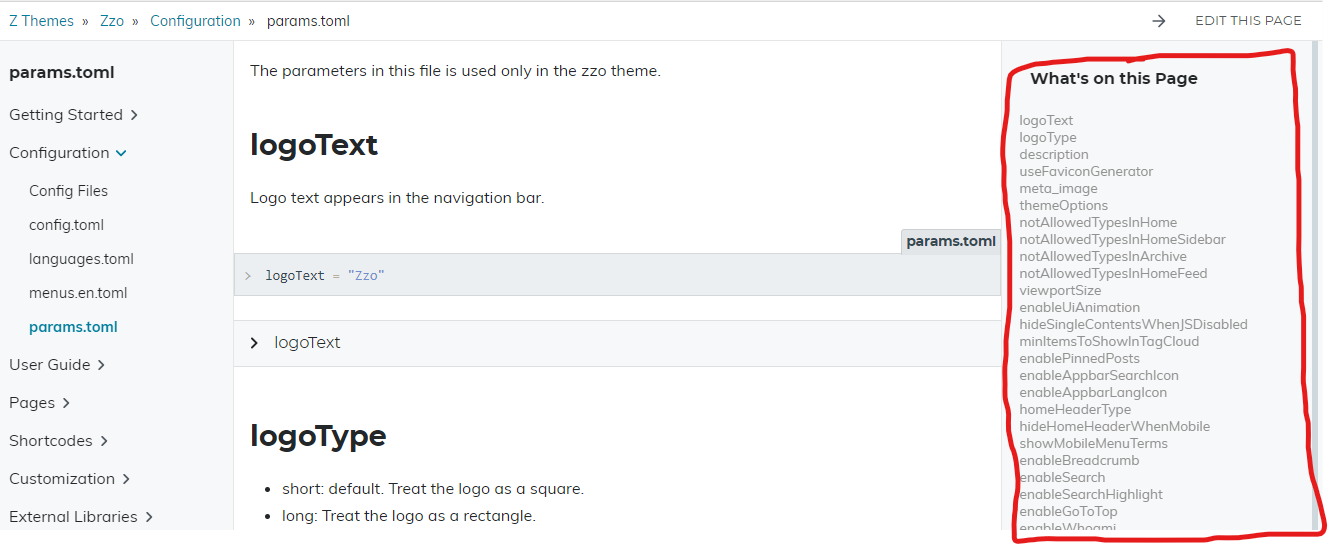 Z Themes » Zzo » Configuration » params.toml
EDIT THIS PAGE
params.toml
Getting Started
Configuration
Config Files
config.toml
languages.toml
menus.en.toml
params.toml
User Guide
Pages
Shortcodes
Customization
External Libraries
The parameters in this file is used only in the zzo theme.
logoText
Logo text appears in the navigation bar.
params.toml
logoText = "Zzo"
logoText
logoType
short: default. Treat the logo as a square.
long: Treat the logo as a rectangle.
What's on this Page
logoText
logoType
description
useFaviconGenerator
meta_image
themeOptions
notAllowedTypesInHome
notAllowedTypesInHomeSidebar
notAllowedTypesInArchive
notAllowedTypesInHomeFeed
viewportSize
enableUiAnimation
hideSingleContentsWhenJSDisabled
minItemsToShowInTagCloud
enablePinnedPosts
enableAppbarSearchIcon
enableAppbarLangIcon
homeHeaderType
hideHomeHeaderWhenMobile
showMobileMenuTerms
enableBreadcrumb
enableSearch
enableSearchHighlight
enableGoToTop
enableWhoami